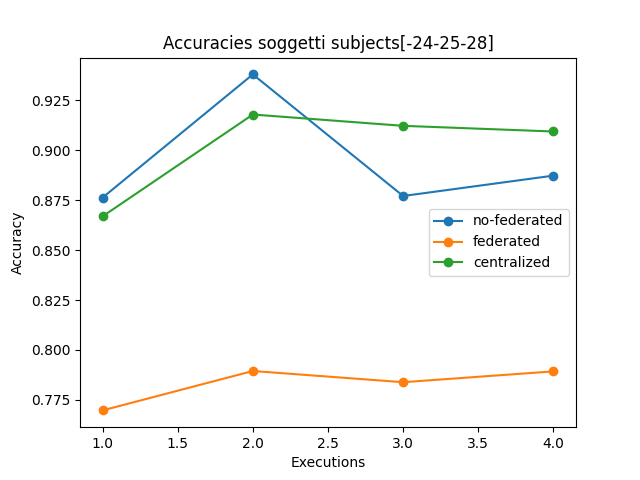 Accuracies soggetti subjects[-24-25-28]
0.925
0.900
0.875
0.850
0.825
0.800
0.775
Accuracy
no-federated
federated
centralized
1.0 1.5 2.0 2.5 3.0 3.5 4.0
Executions